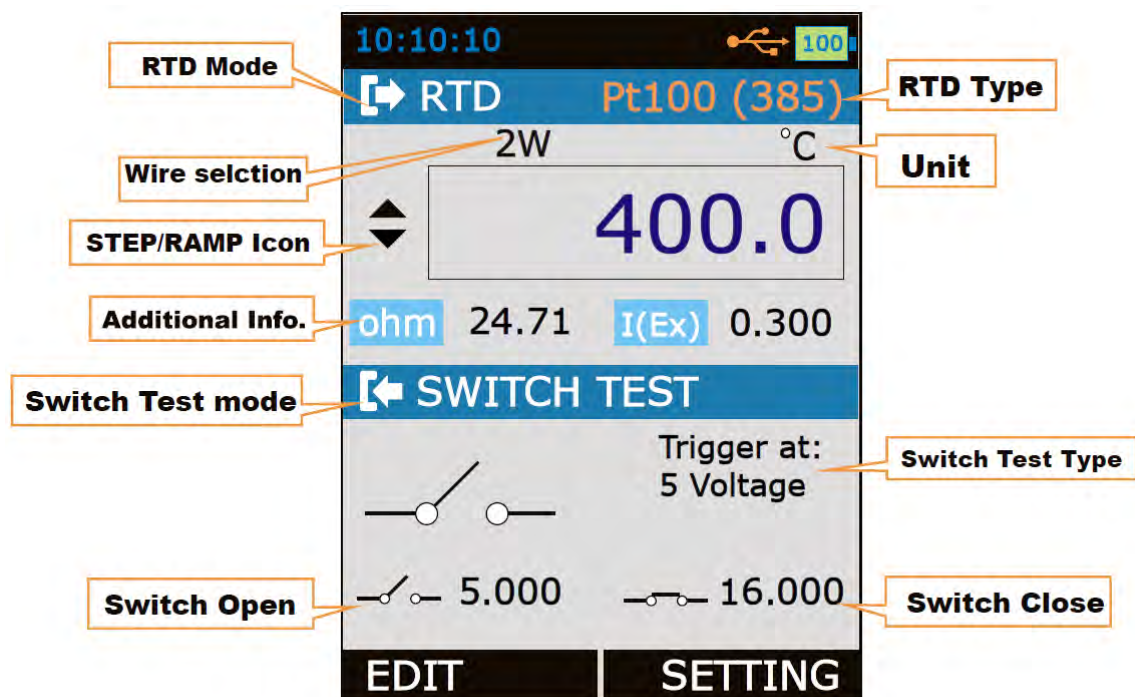 10:10:10 100
RTD Mode
RTD Pt100 (385)
RTD Type
2W °C
Wire selction
Unit
400.0
STEP/RAMP Icon
Additional Info.
ohm 24.71 I(Ex) 0.300
Switch Test mode
SWITCH TEST
Trigger at:
5 Voltage
Switch Test Type
Switch Open
5.000 16.000
Switch Close
EDIT SETTING